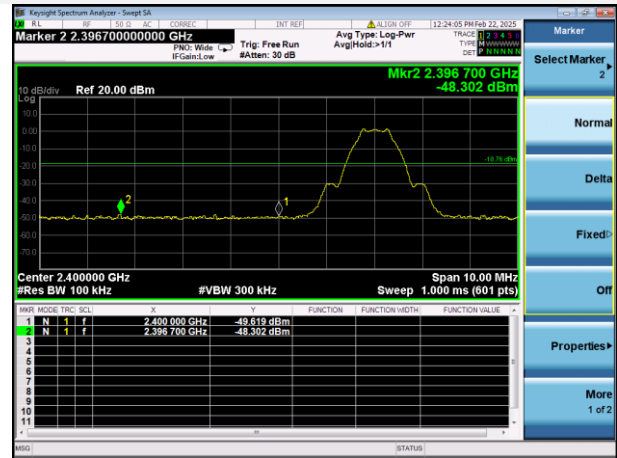 Keysight Spectrum Analyzer - Swept SA
RL RF 50 Ω AC CORREC INT REF ALIGN OFF 12:24:05 PM Feb 22, 2025
Marker 2 2.396700000000 GHz
PNO: Wide
IFGain:Low
Trig: Free Run
#Atten: 30 dB
Avg Type: Log-Pwr
Avg|Hold:>1/1
TRACE 1 2 3 4 5 6
TYPE M WWWWW
DET P N N N N N
Mkr2 2.396 700 GHz
-48.302 dBm
10 dB/div Ref 20.00 dBm
Log
10.0
0.00
-10.0
-20.0
-30.0
-40.0
-50.0
-60.0
-70.0
-18.76 dBm
2
1
Center 2.400000 GHz Span 10.00 MHz
#Res BW 100 kHz #VBW 300 kHz Sweep 1.000 ms (601 pts)
MKR MODE TRC SCL X Y FUNCTION FUNCTION WIDTH FUNCTION VALUE
1 N 1 f 2.400 000 GHz -49.619 dBm
2 N 1 f 2.396 700 GHz -48.302 dBm
3
4
5
6
7
8
9
10
11
MSG STATUS
Marker
Select Marker
2
Normal
Delta
Fixed
Off
Properties
More
1 of 2